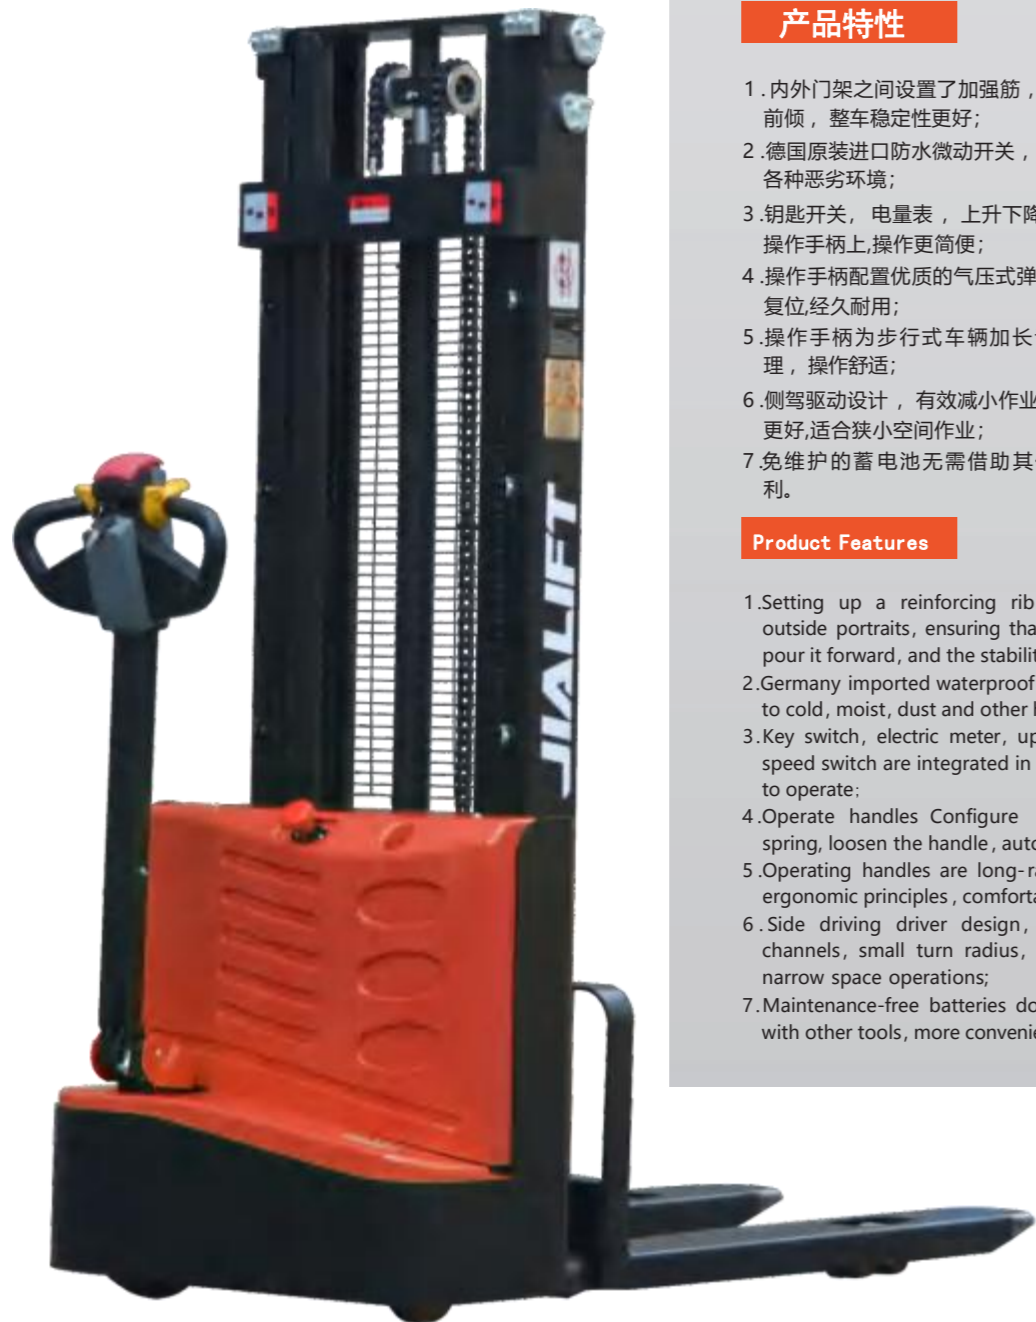 JIALIFT
产品特性
1.内外门架之间设置了加强筋，
前倾，整车稳定性更好；
2.德国原装进口防水微动开关，
各种恶劣环境；
3.钥匙开关，电量表，上升下降
操作手柄上,操作更简便；
4.操作手柄配置优质的气压式弹
复位,经久耐用；
5.操作手柄为步行式车辆加长
理，操作舒适；
6.侧驾驱动设计，有效减小作业
更好,适合狭小空间作业；
7.免维护的蓄电池无需借助其
利。
Product Features
1.Setting up a reinforcing rib
outside portraits, ensuring
pour it forward, and the
2.Germany imported waterproof
to cold, moist, dust and other
3.Key switch, electric meter, up
speed switch are integrated in
to operate;
4.Operate handles Configure
spring, loosen the handle,
5.Operating handles are
ergonomic principles,
6.Side driving driver design,
channels, small turn radius,
narrow space operations;
7.Maintenance-free batteries
with other tools, more